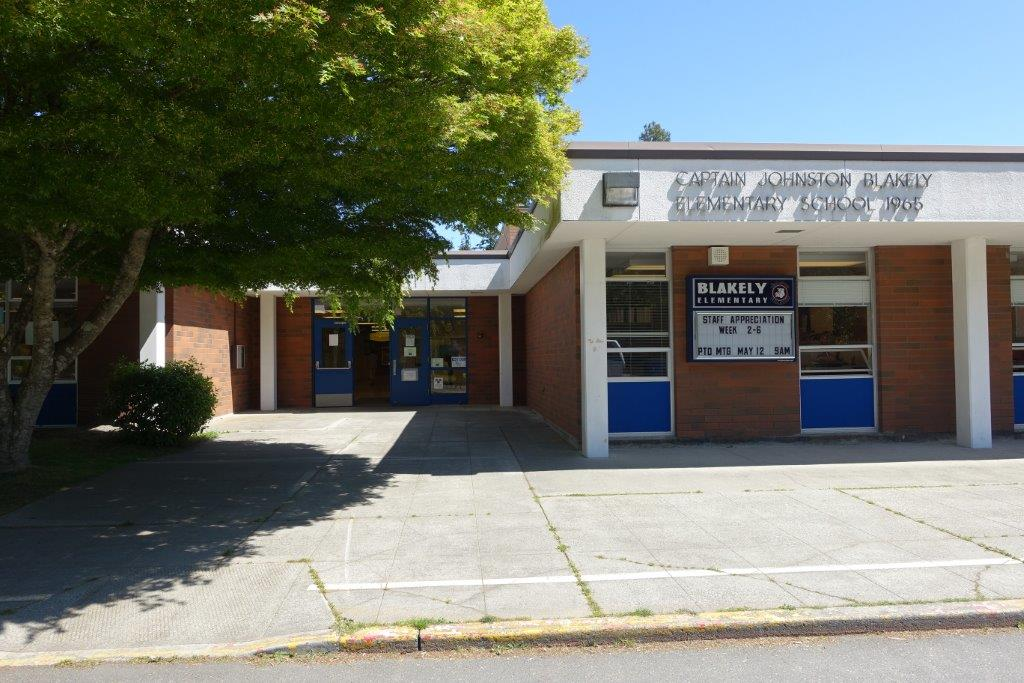 CAPTAIN JOHNSTON BLAKELY
ELEMENTARY SCHOOL 1965
BLAKELY
ELEMENTARY
STAFF APPRECIATION
WEEK 2-6
PTO MTG MAY 12 9AM